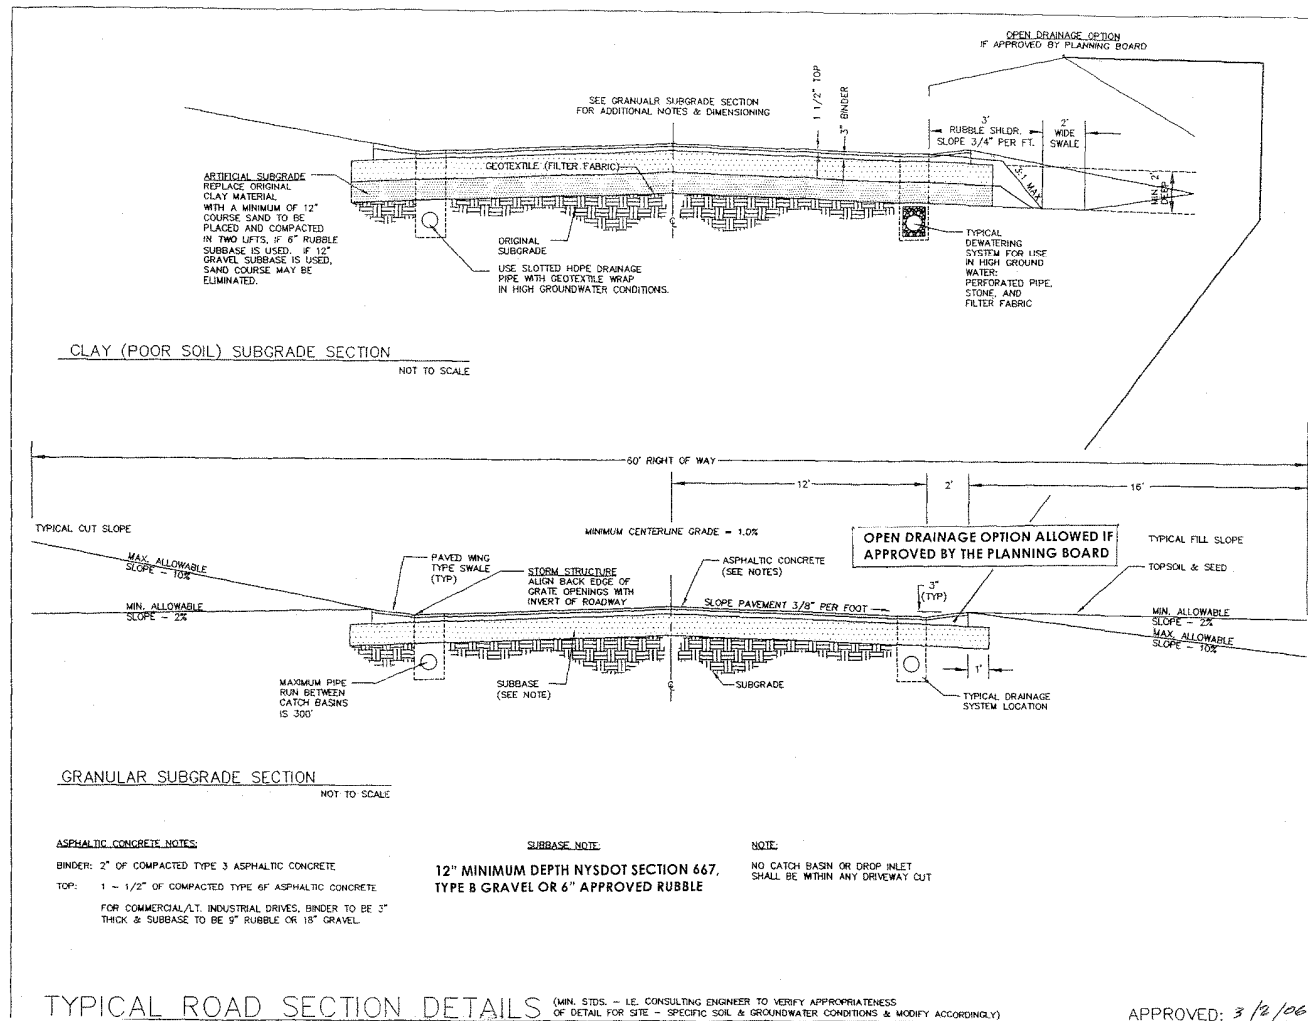 OPEN DRAINAGE OPTION
IF APPROVED BY PLANNING BOARD
SEE GRANUALR SUBGRADE SECTION
FOR ADDITIONAL NOTES & DIMENSIONING
1 1/2" TOP
3" BINDER
3'
RUBBLE SHLDR.
SLOPE 3/4" PER FT.
2'
WIDE
SWALE
GEOTEXTILE (FILTER FABRIC)
3:1 MAX.
MIN. 2'
DEEP
ARTIFICIAL SUBGRADE
REPLACE ORIGINAL
CLAY MATERIAL
WITH A MINIMUM OF 12"
COURSE SAND TO BE
PLACED AND COMPACTED
IN TWO LIFTS, IF 6" RUBBLE
SUBBASE IS USED. IF 12"
GRAVEL SUBBASE IS USED,
SAND COURSE MAY BE
ELIMINATED.
ORIGINAL
SUBGRADE
USE SLOTTED HDPE DRAINAGE
PIPE WITH GEOTEXTILE WRAP
IN HIGH GROUNDWATER CONDITIONS.
TYPICAL
DEWATERING
SYSTEM FOR USE
IN HIGH GROUND
WATER:
PERFORATED PIPE,
STONE, AND
FILTER FABRIC
CLAY (POOR SOIL) SUBGRADE SECTION
NOT TO SCALE
60' RIGHT OF WAY
12'
2'
16'
TYPICAL CUT SLOPE
MINIMUM CENTERLINE GRADE = 1.0%
OPEN DRAINAGE OPTION ALLOWED IF
APPROVED BY THE PLANNING BOARD
TYPICAL FILL SLOPE
MAX. ALLOWABLE
SLOPE - 10%
PAVED WING
TYPE SWALE
(TYP)
STORM STRUCTURE
ALIGN BACK EDGE OF
GRATE OPENINGS WITH
INVERT OF ROADWAY
ASPHALTIC CONCRETE
(SEE NOTES)
3"
(TYP)
TOPSOIL & SEED
MIN. ALLOWABLE
SLOPE - 2%
SLOPE PAVEMENT 3/8" PER FOOT
MIN. ALLOWABLE
SLOPE - 2%
MAX. ALLOWABLE
SLOPE - 10%
1'
MAXIMUM PIPE
RUN BETWEEN
CATCH BASINS
IS 300'
SUBBASE
(SEE NOTE)
SUBGRADE
TYPICAL DRAINAGE
SYSTEM LOCATION
GRANULAR SUBGRADE SECTION
NOT TO SCALE
ASPHALTIC CONCRETE NOTES:
BINDER: 2" OF COMPACTED TYPE 3 ASPHALTIC CONCRETE
TOP: 1 - 1/2" OF COMPACTED TYPE 6F ASPHALTIC CONCRETE
FOR COMMERCIAL/LT. INDUSTRIAL DRIVES, BINDER TO BE 3"
THICK & SUBBASE TO BE 9" RUBBLE OR 18" GRAVEL.
SUBBASE NOTE:
12" MINIMUM DEPTH NYSDOT SECTION 667,
TYPE B GRAVEL OR 6" APPROVED RUBBLE
NOTE:
NO CATCH BASIN OR DROP INLET
SHALL BE WITHIN ANY DRIVEWAY CUT
TYPICAL ROAD SECTION DETAILS
(MIN. STDS. - I.E. CONSULTING ENGINEER TO VERIFY APPROPRIATENESS
OF DETAIL FOR SITE - SPECIFIC SOIL & GROUNDWATER CONDITIONS & MODIFY ACCORDINGLY)
APPROVED: 3/2/06